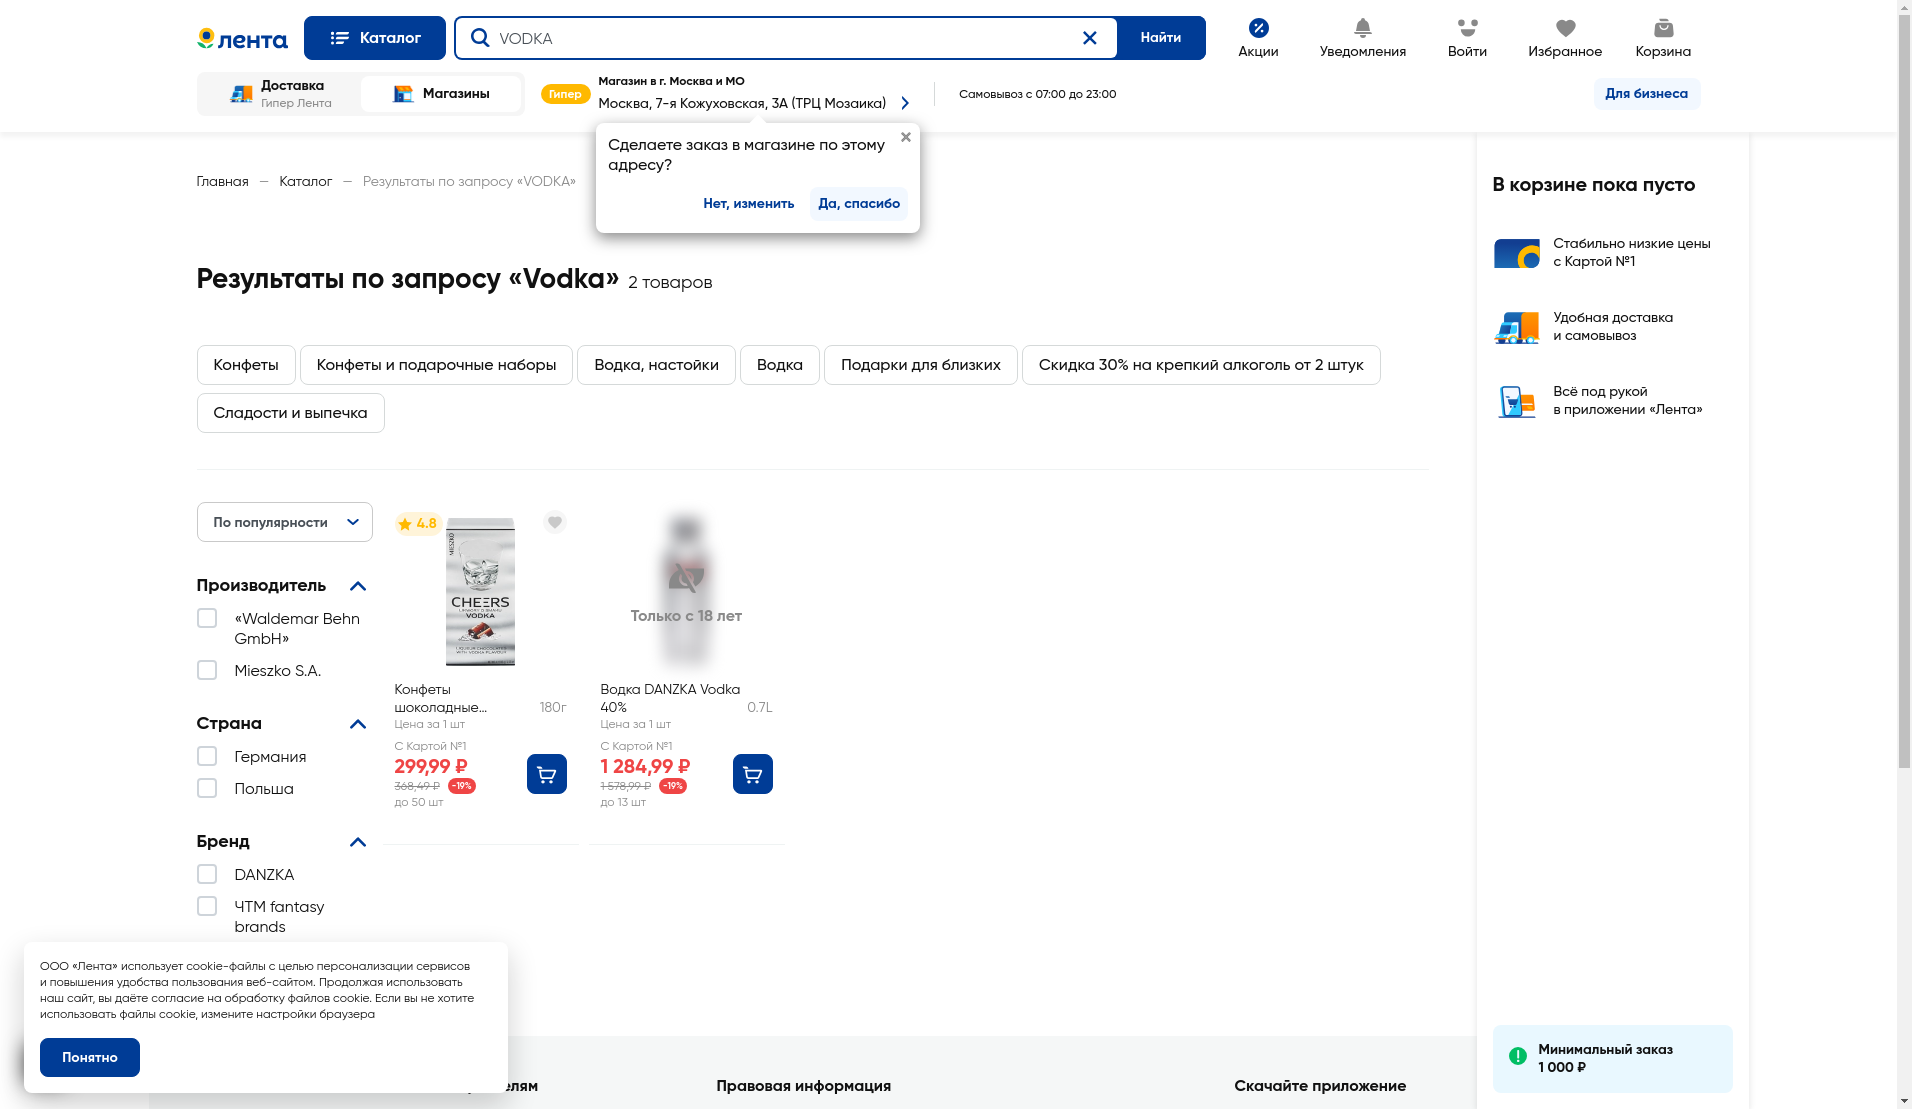 лента
Каталог
VODKA
Найти
Акции
Уведомления
Войти
Избранное
Корзина
Доставка
Гипер Лента
Магазины
Гипер
Магазин в г. Москва и МО
Москва, 7-я Кожуховская, 3А (ТРЦ Мозаика)
Самовывоз с 07:00 до 23:00
Для бизнеса
Сделаете заказ в магазине по этому
адресу?
Нет, изменить
Да, спасибо
Главная — Каталог — Результаты по запросу «VODKA»
Результаты по запросу «Vodka» 2 товаров
Конфеты
Конфеты и подарочные наборы
Водка, настойки
Водка
Подарки для близких
Скидка 30% на крепкий алкоголь от 2 штук
Сладости и выпечка
По популярности
Производитель
«Waldemar Behn
GmbH»
Mieszko S.A.
Страна
Германия
Польша
Бренд
DANZKA
ЧТМ fantasy
brands
4.8
MIESZKO
CHEERS
VODKA
Конфеты
шоколадные...
180г
Цена за 1 шт
С Картой №1
299,99 ₽
368,49 ₽
-19%
до 50 шт
Только с 18 лет
Водка DANZKA Vodka
40%
0.7L
Цена за 1 шт
С Картой №1
1 284,99 ₽
1 578,99 ₽
-19%
до 13 шт
В корзине пока пусто
Стабильно низкие цены
с Картой №1
Удобная доставка
и самовывоз
Всё под рукой
в приложении «Лента»
Минимальный заказ
1 000 ₽
ООО «Лента» использует cookie-файлы с целью персонализации сервисов
и повышения удобства пользования веб-сайтом. Продолжая использовать
наш сайт, вы даёте согласие на обработку файлов cookie. Если вы не хотите
использовать файлы cookie, измените настройки браузера
Понятно
елям
Правовая информация
Скачайте приложение